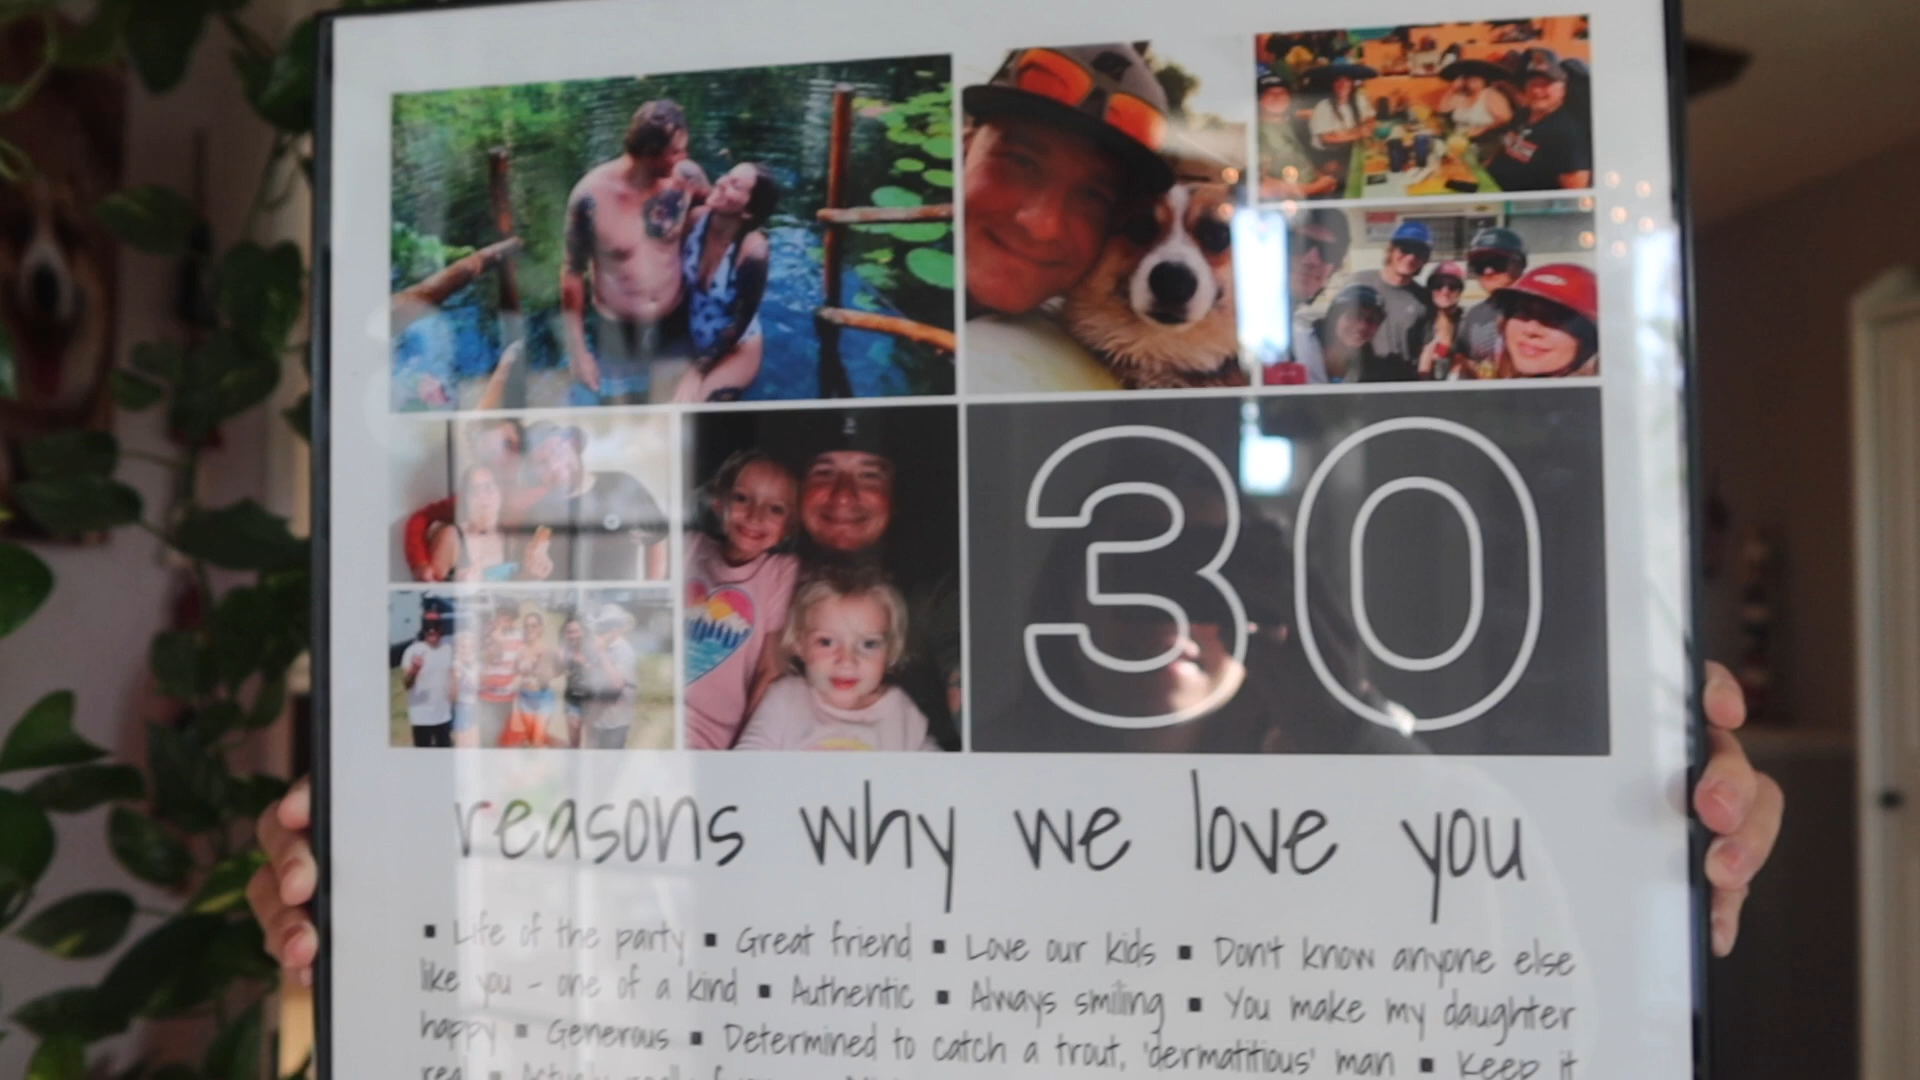 30
reasons why we love you
▪ Life of the party ▪ Great friend ▪ Love our kids ▪ Don't know anyone else
like you - one of a kind ▪ Authentic ▪ Always smiling ▪ You make my daughter
happy ▪ Generous ▪ Determined to catch a trout, 'dermatitious' man ▪ Keep it